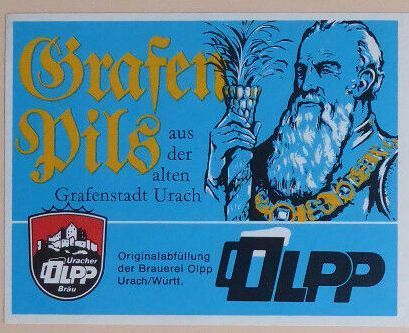 Grafen
Pils
aus
der
alten
Grafenstadt Urach
Uracher
OLPP
Bräu
Originalabfüllung
der Brauerei Olpp
Urach/Württ.
OLPP